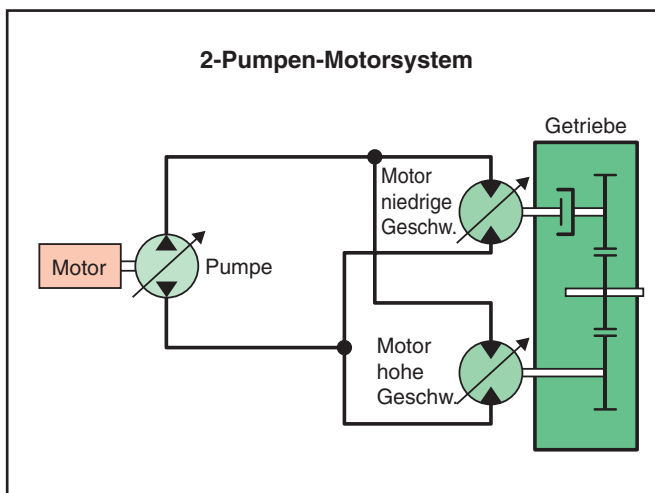 2-Pumpen-Motorsystem
Getriebe
Motor
niedrige
Geschw.
Motor
Pumpe
Motor
hohe
Geschw.